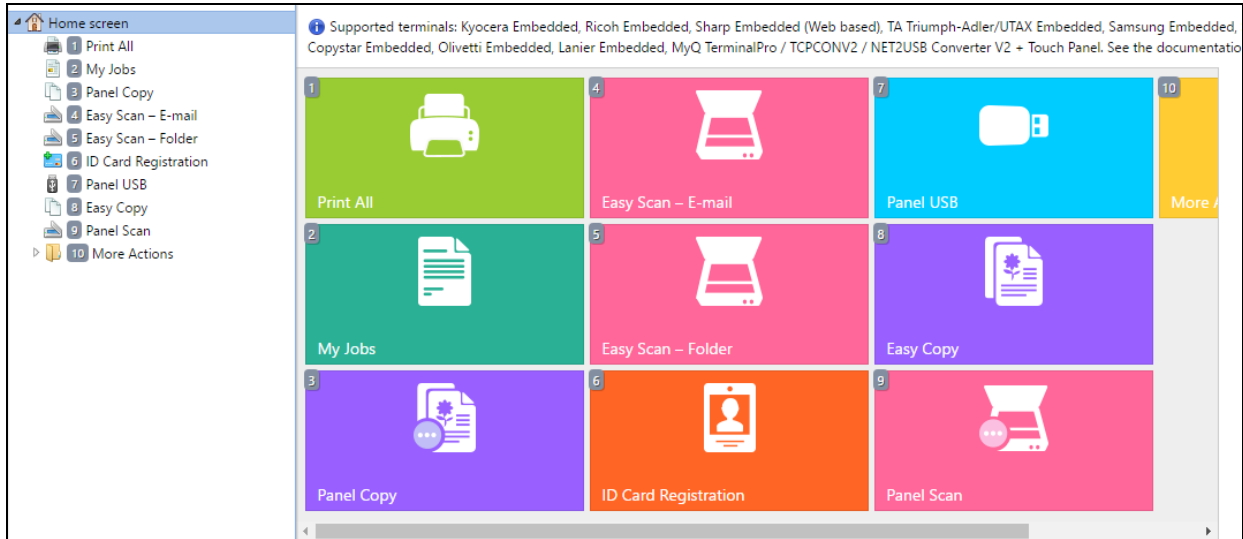 Home screen
1 Print All
2 My Jobs
3 Panel Copy
4 Easy Scan – E-mail
5 Easy Scan – Folder
6 ID Card Registration
7 Panel USB
8 Easy Copy
9 Panel Scan
10 More Actions
Supported terminals: Kyocera Embedded, Ricoh Embedded, Sharp Embedded (Web based), TA Triumph-Adler/UTAX Embedded, Samsung Embedded,
Copystar Embedded, Olivetti Embedded, Lanier Embedded, MyQ TerminalPro / TCPCONV2 / NET2USB Converter V2 + Touch Panel. See the documentatio
1
Print All
2
My Jobs
3
Panel Copy
4
Easy Scan – E-mail
5
Easy Scan – Folder
6
ID Card Registration
7
Panel USB
8
Easy Copy
9
Panel Scan
10
More A